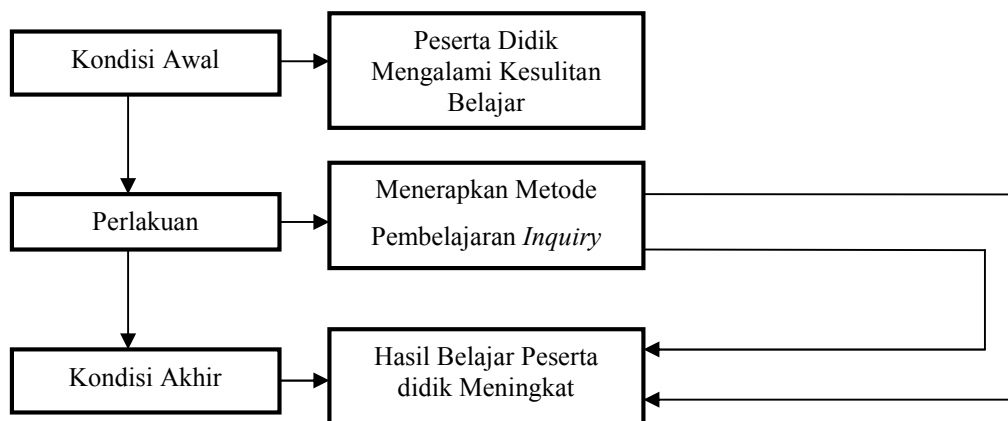 Kondisi Awal
Peserta Didik
Mengalami Kesulitan
Belajar
Perlakuan
Menerapkan Metode
Pembelajaran Inquiry
Kondisi Akhir
Hasil Belajar Peserta
didik Meningkat